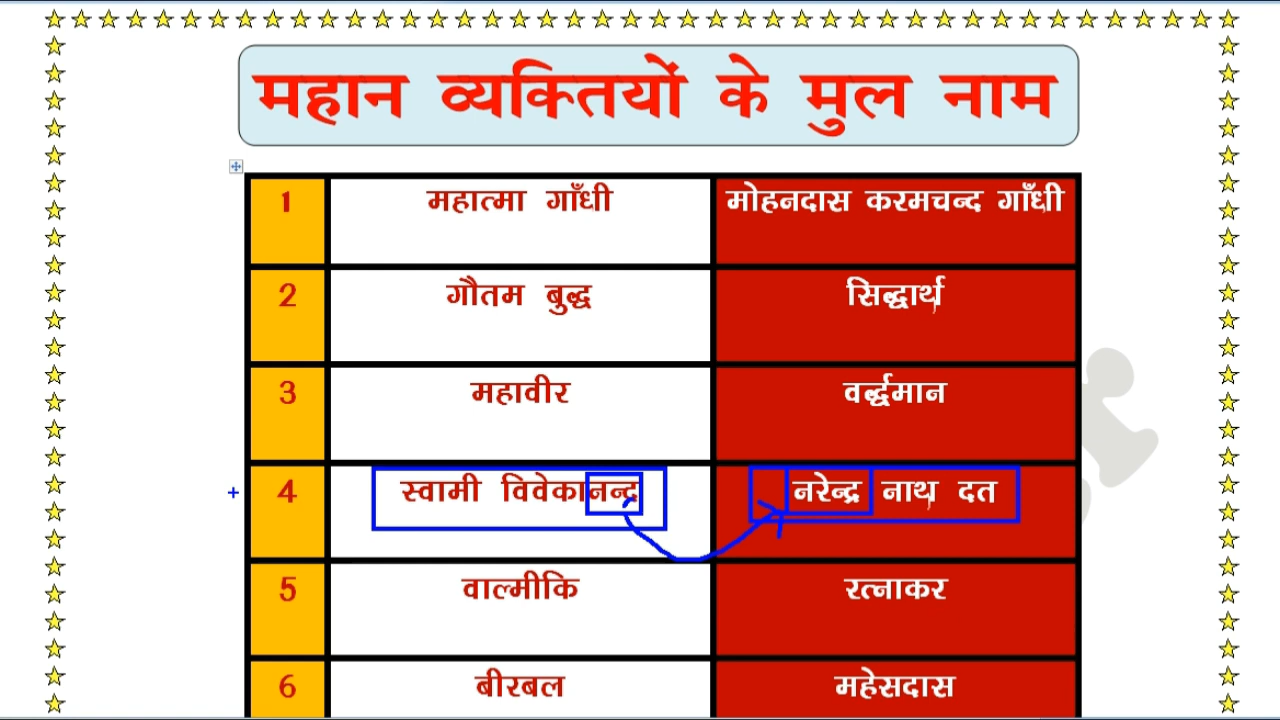 महान व्यक्तियों के मुल नाम
1 महात्मा गाँधी मोहनदास करमचन्द गाँधी
2 गौतम बुद्ध सिद्धार्थ
3 महावीर वर्द्धमान
4 स्वामी विवेकानन्द नरेन्द्र नाथ दत
5 वाल्मीकि रत्नाकर
6 बीरबल महेसदास